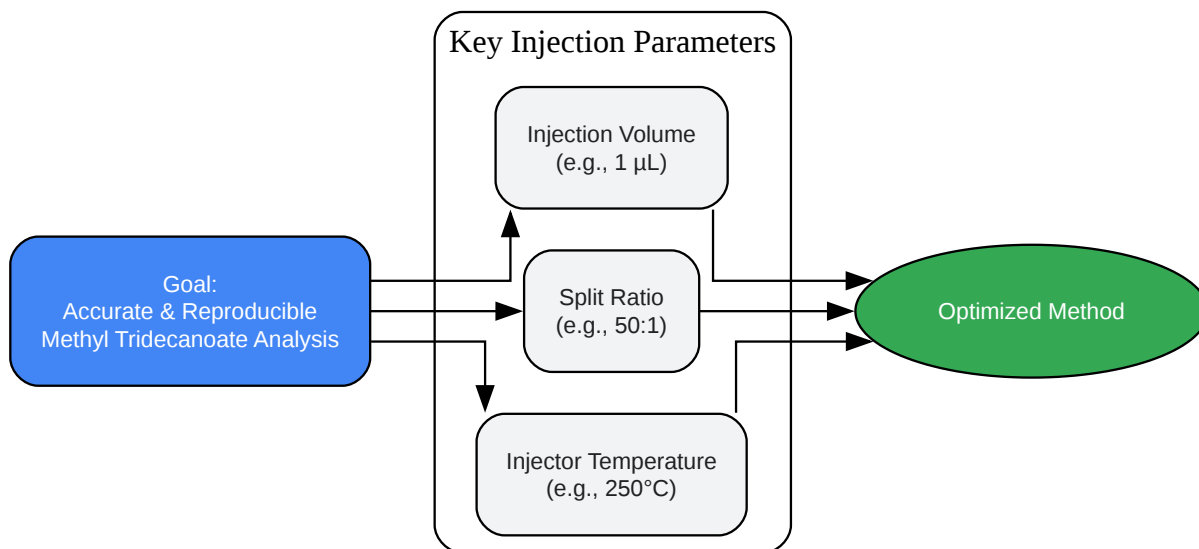 Key Injection Parameters
Injection Volume
(e.g., 1 µL)
Goal:
Accurate & Reproducible
Methyl Tridecanoate Analysis
Split Ratio
(e.g., 50:1)
Optimized Method
Injector Temperature
(e.g., 250°C)